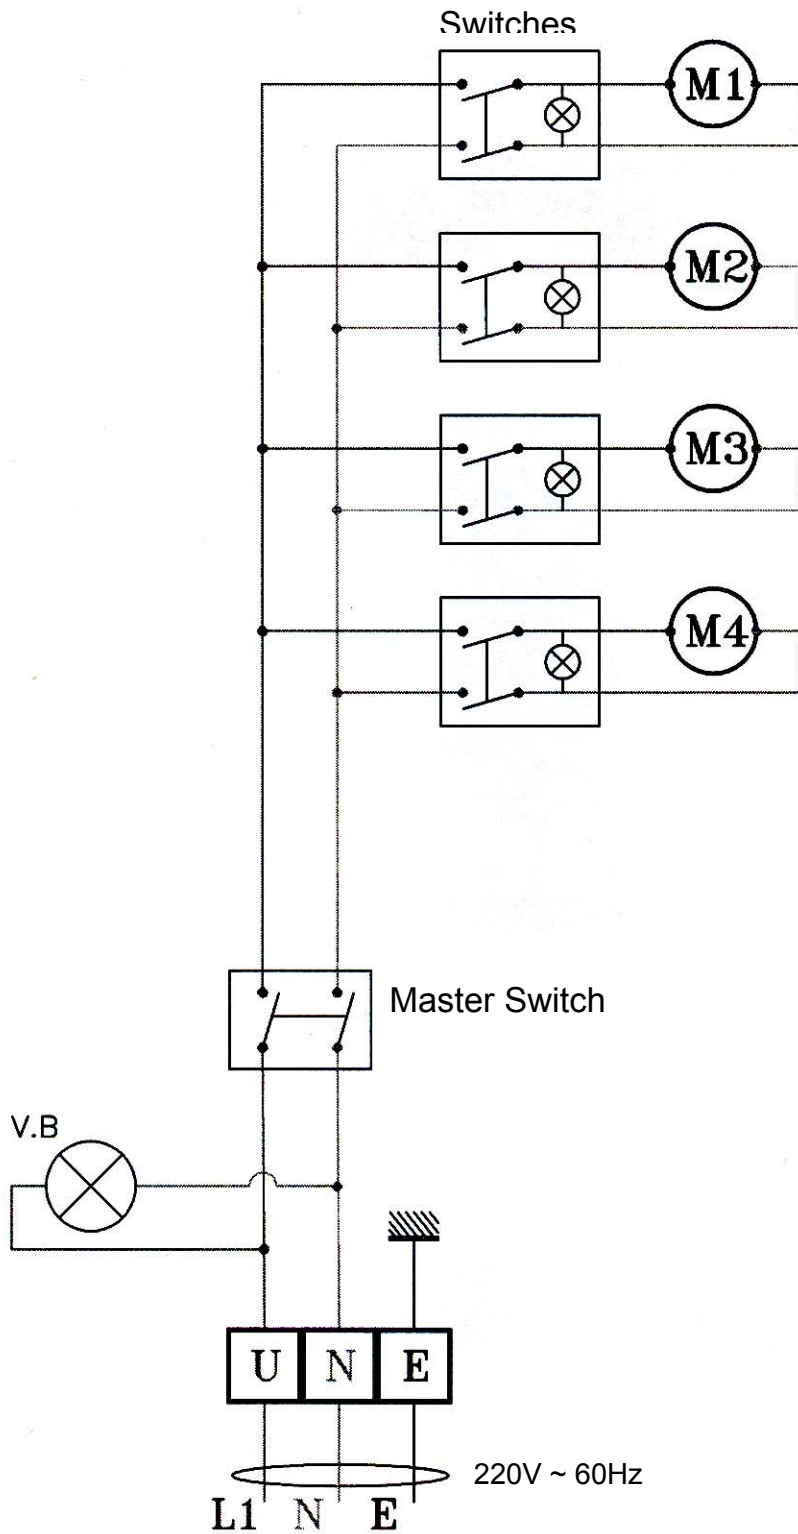 Switches
M1
M2
M3
M4
Master Switch
V.B
U N E
220V ~ 60Hz
L1 N E